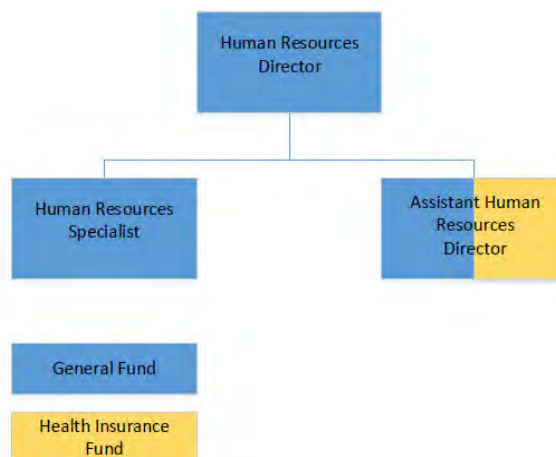 Human Resources
Director
Human Resources
Specialist
Assistant Human
Resources
Director
General Fund
Health Insurance
Fund